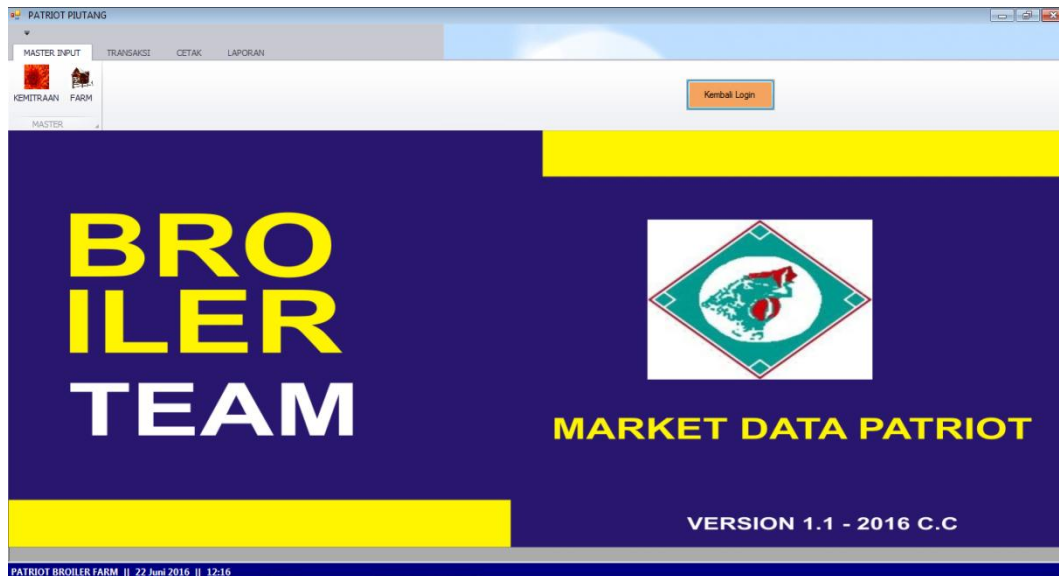 PATRIOT PIUTANG
MASTER INPUT TRANSAKSI CETAK LAPORAN
KEMITRAAN FARM
MASTER
Kembali Login
BRO
ILER
TEAM
MARKET DATA PATRIOT
VERSION 1.1 - 2016 C.C
PATRIOT BROILER FARM || 22 Juni 2016 || 12:16